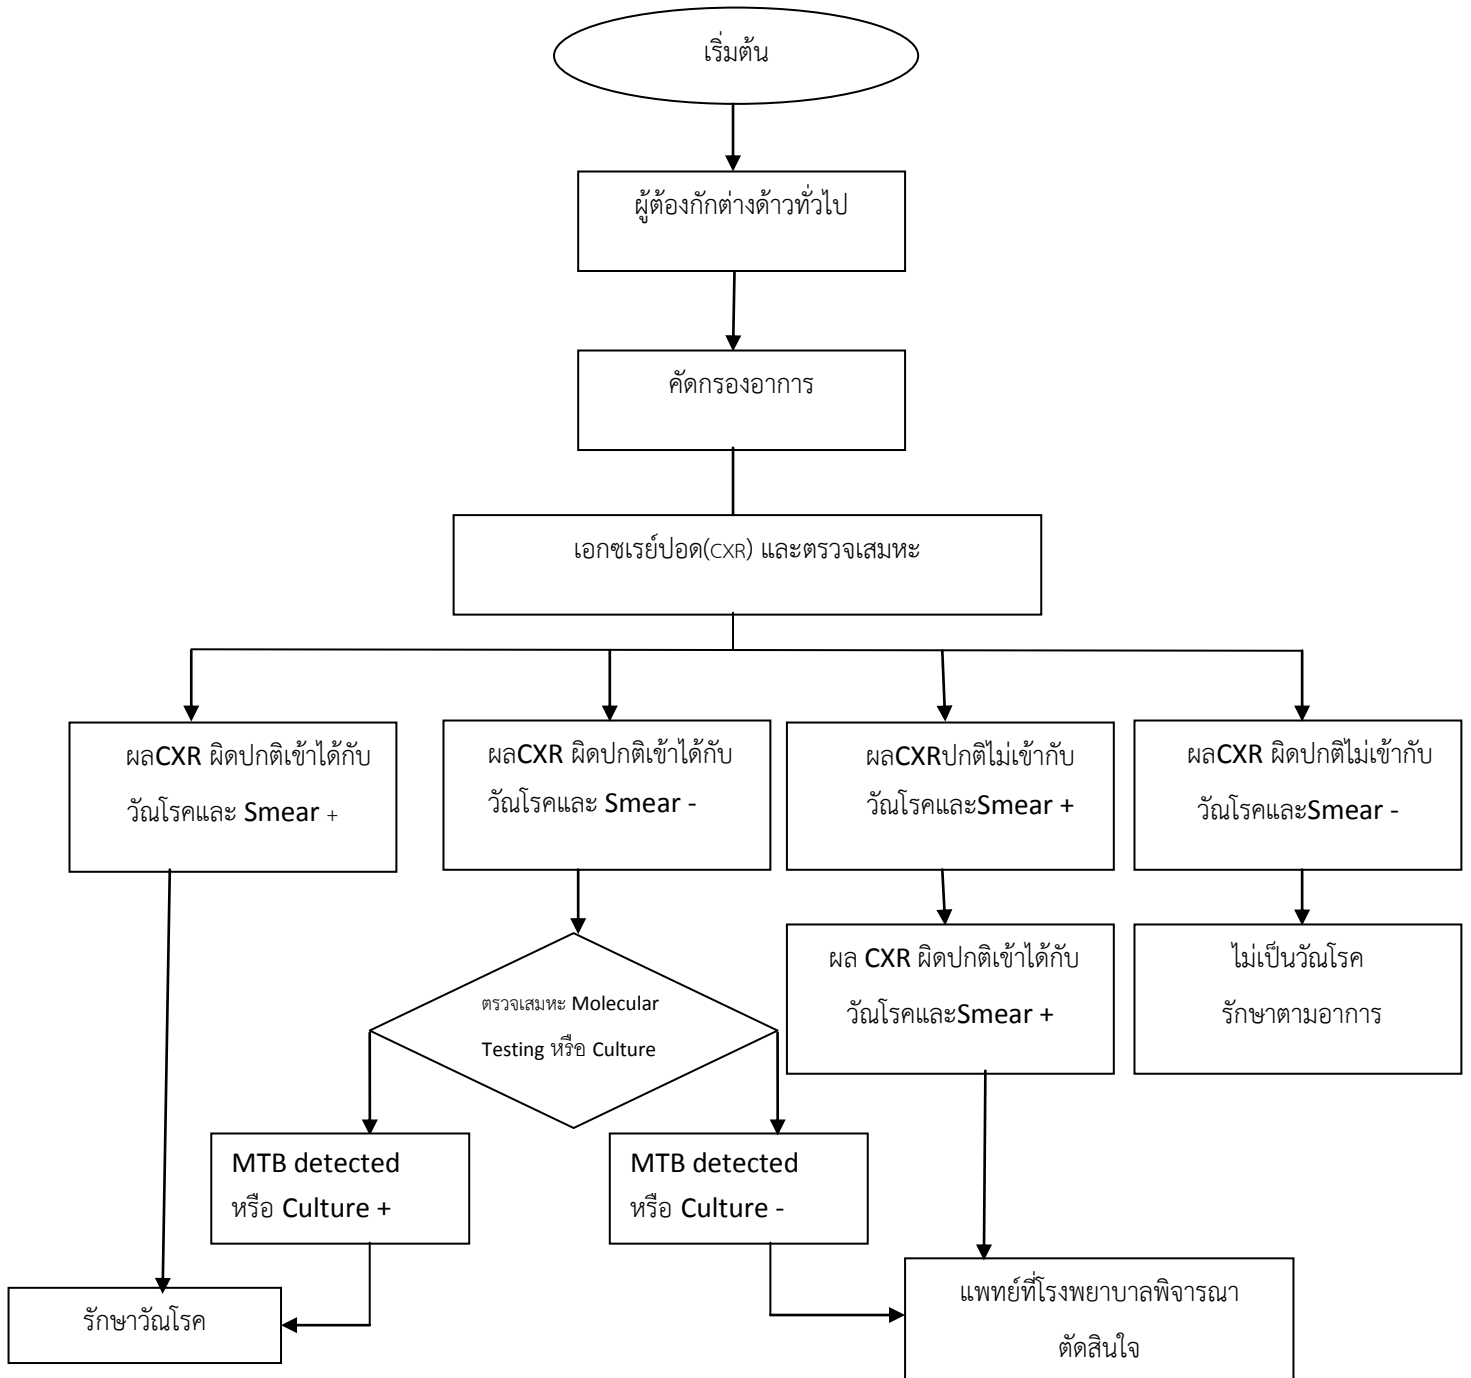 เริ่มต้น
ผู้ต้องกักต่างด้าวทั่วไป
คัดกรองอาการ
เอกซเรย์ปอด(CXR) และตรวจเสมหะ
ผลCXR ผิดปกติเข้าได้กับ
วัณโรคและ Smear +
ผลCXR ผิดปกติเข้าได้กับ
วัณโรคและ Smear -
ผลCXRปกติไม่เข้ากับ
วัณโรคและSmear +
ผลCXR ผิดปกติไม่เข้ากับ
วัณโรคและSmear -
ตรวจเสมหะ Molecular
Testing หรือ Culture
ผล CXR ผิดปกติเข้าได้กับ
วัณโรคและSmear +
ไม่เป็นวัณโรค
รักษาตามอาการ
MTB detected
หรือ Culture +
MTB detected
หรือ Culture -
รักษาวัณโรค
แพทย์ที่โรงพยาบาลพิจารณา
ตัดสินใจ